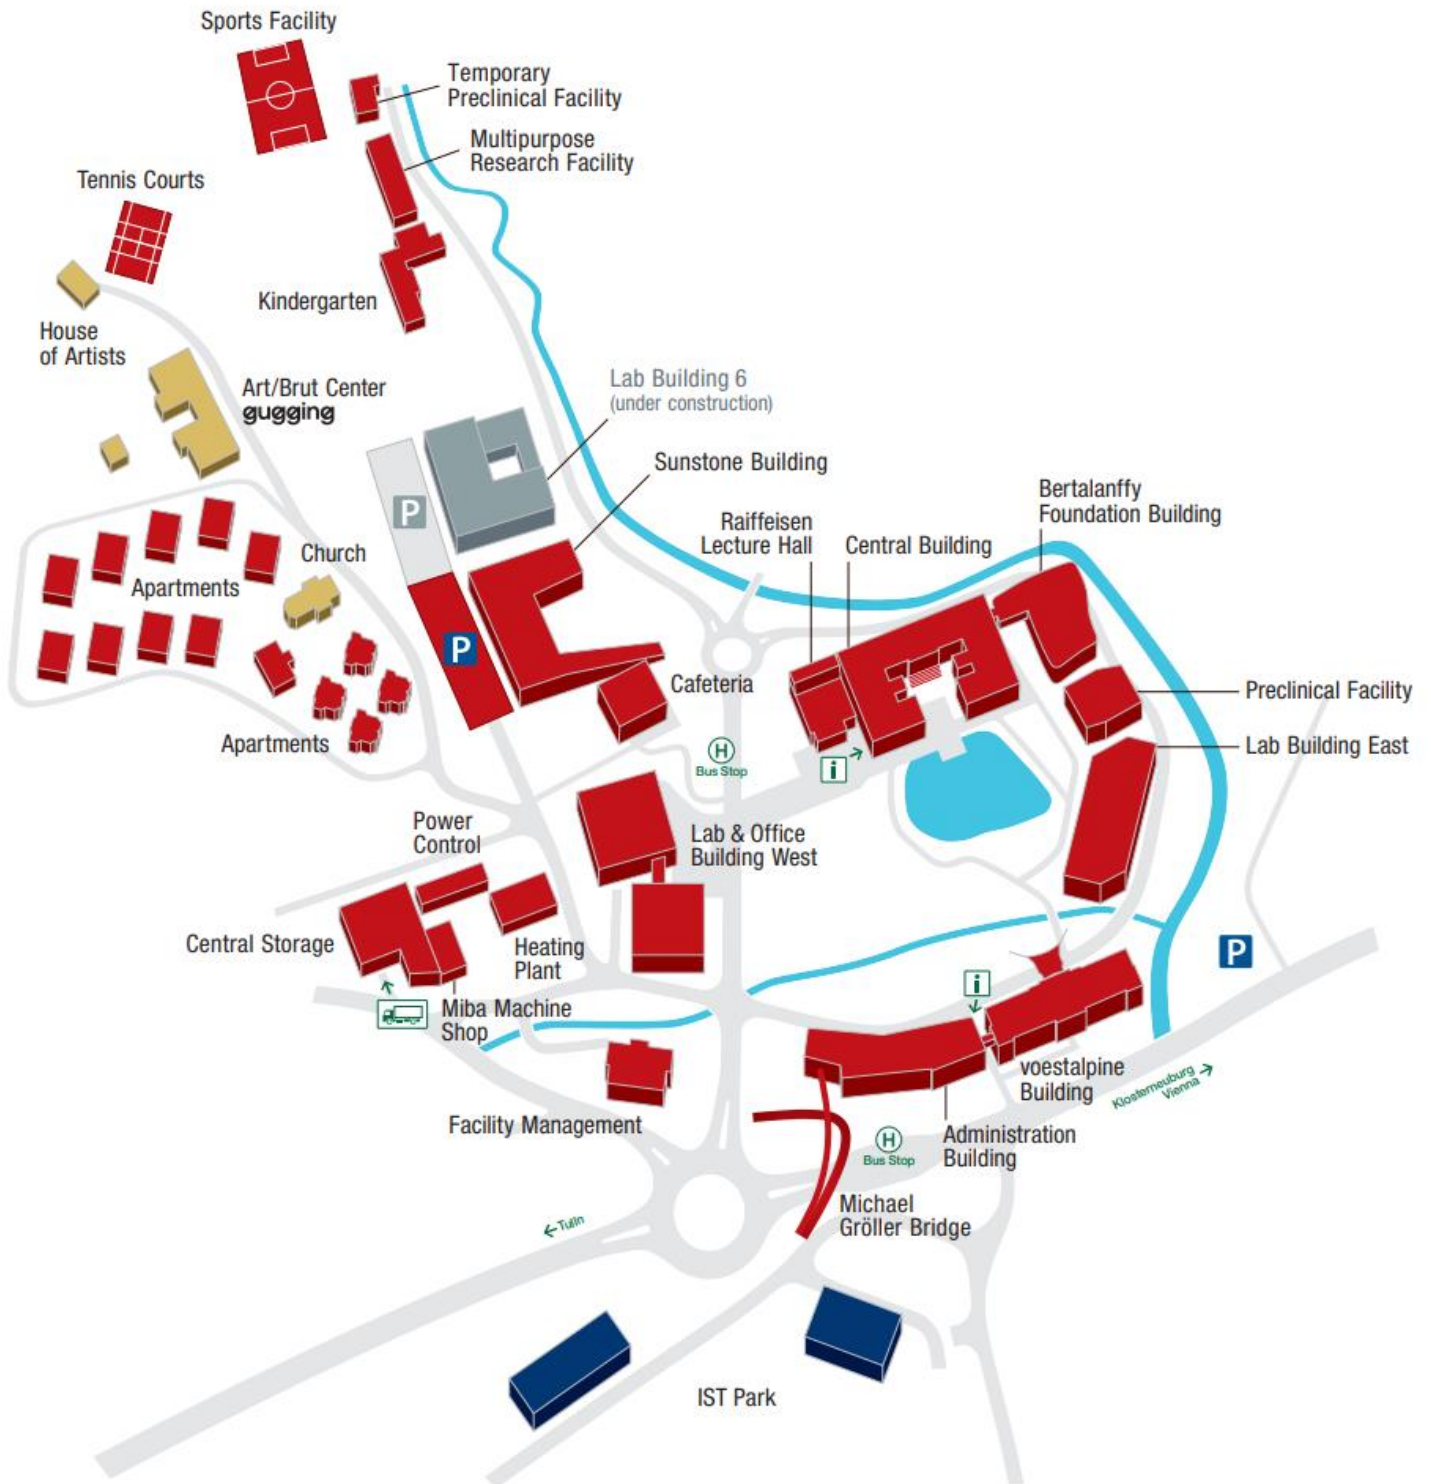 Sports Facility
Temporary
Preclinical Facility
Multipurpose
Research Facility
Tennis Courts
Kindergarten
House
of Artists
Art/Brut Center
gugging
Lab Building 6
(under construction)
Sunstone Building
P
Bertalanffy
Foundation Building
Raiffeisen
Lecture Hall
Central Building
Church
Apartments
P
Cafeteria
Preclinical Facility
Apartments
Lab Building East
H
Bus Stop
i
Power
Control
Lab & Office
Building West
Central Storage
Heating
Plant
P
i
Miba Machine
Shop
voestalpine
Building
Klosterneuburg
Vienna
Facility Management
H
Bus Stop
Administration
Building
Michael
Gröller Bridge
Tulln
IST Park